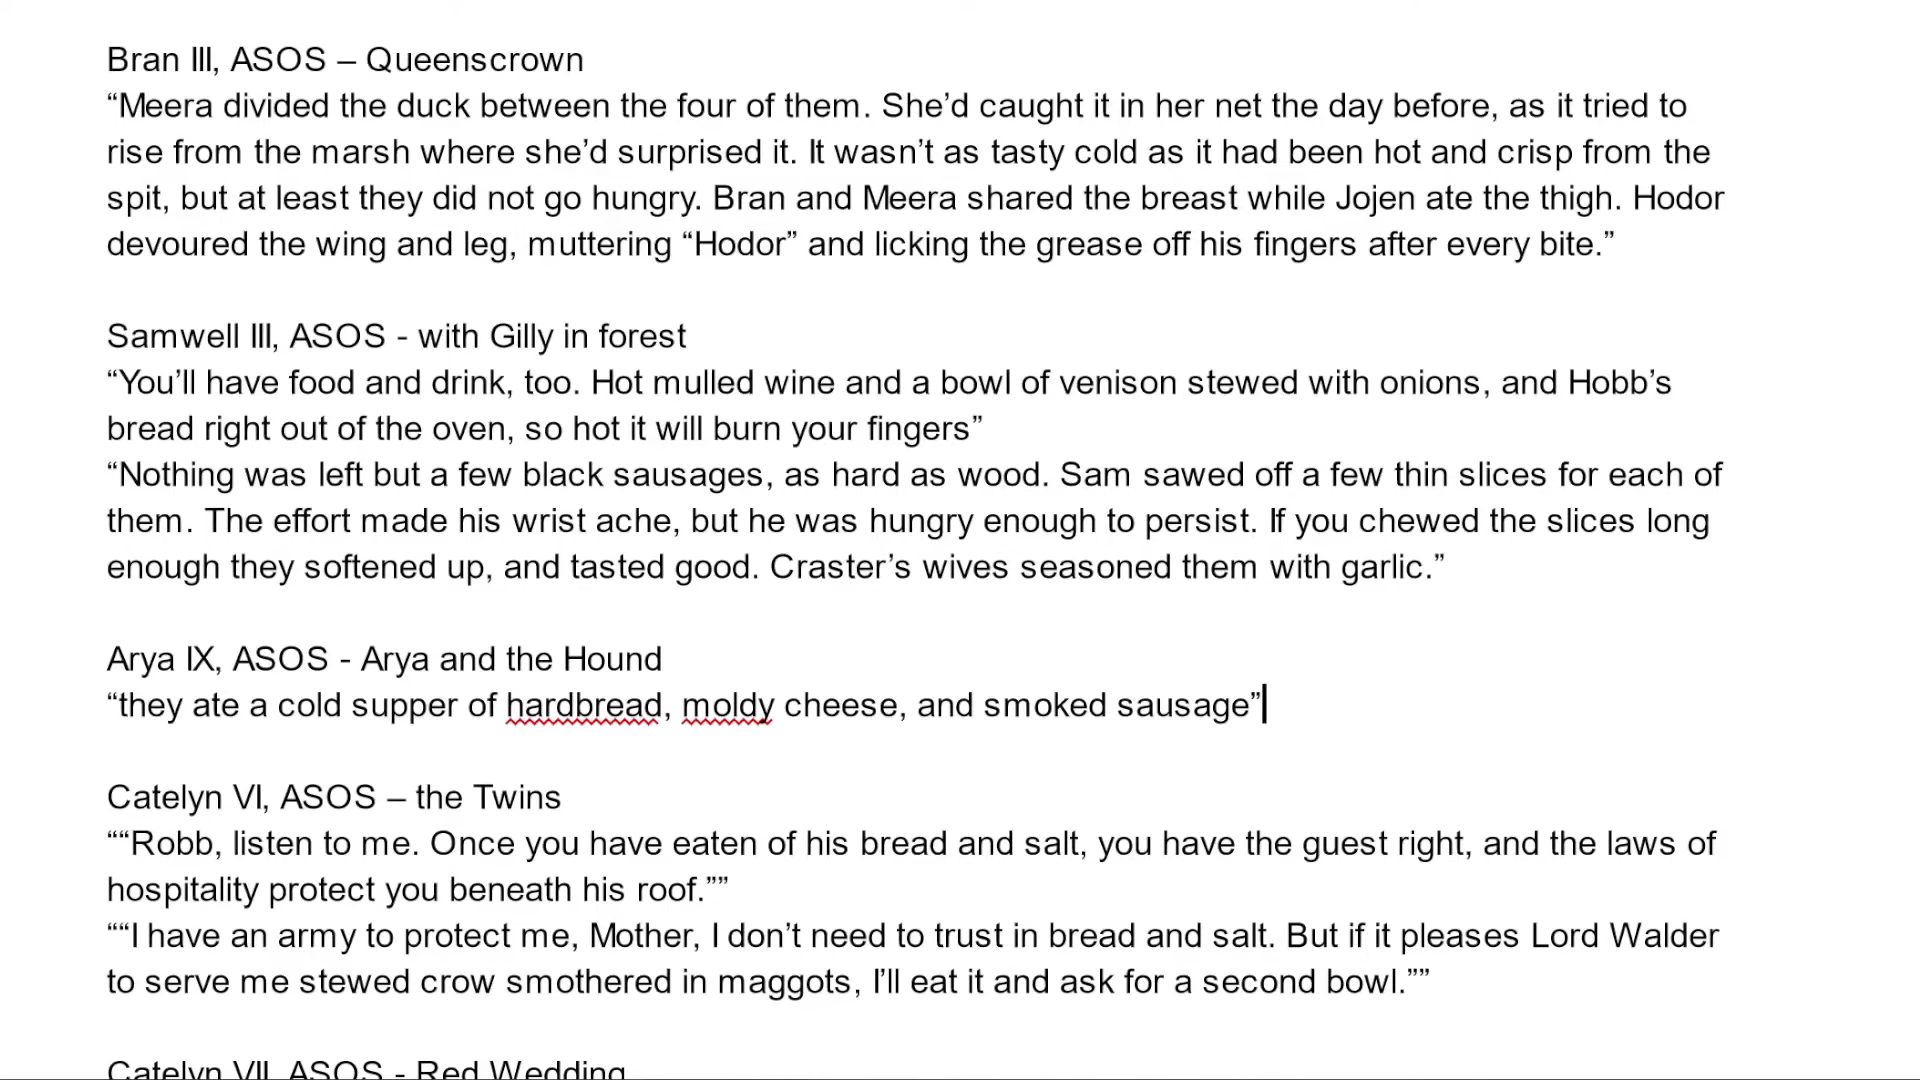 Bran III, ASOS – Queenscrown
“Meera divided the duck between the four of them. She’d caught it in her net the day before, as it tried to
rise from the marsh where she’d surprised it. It wasn’t as tasty cold as it had been hot and crisp from the
spit, but at least they did not go hungry. Bran and Meera shared the breast while Jojen ate the thigh. Hodor
devoured the wing and leg, muttering “Hodor” and licking the grease off his fingers after every bite.”
Samwell III, ASOS - with Gilly in forest
“You’ll have food and drink, too. Hot mulled wine and a bowl of venison stewed with onions, and Hobb’s
bread right out of the oven, so hot it will burn your fingers”
“Nothing was left but a few black sausages, as hard as wood. Sam sawed off a few thin slices for each of
them. The effort made his wrist ache, but he was hungry enough to persist. If you chewed the slices long
enough they softened up, and tasted good. Craster’s wives seasoned them with garlic.”
Arya IX, ASOS - Arya and the Hound
“they ate a cold supper of hardbread, moldy cheese, and smoked sausage”
Catelyn VI, ASOS – the Twins
““Robb, listen to me. Once you have eaten of his bread and salt, you have the guest right, and the laws of
hospitality protect you beneath his roof.””
““I have an army to protect me, Mother, I don’t need to trust in bread and salt. But if it pleases Lord Walder
to serve me stewed crow smothered in maggots, I’ll eat it and ask for a second bowl.””
Catelyn VII, ASOS - Red Wedding